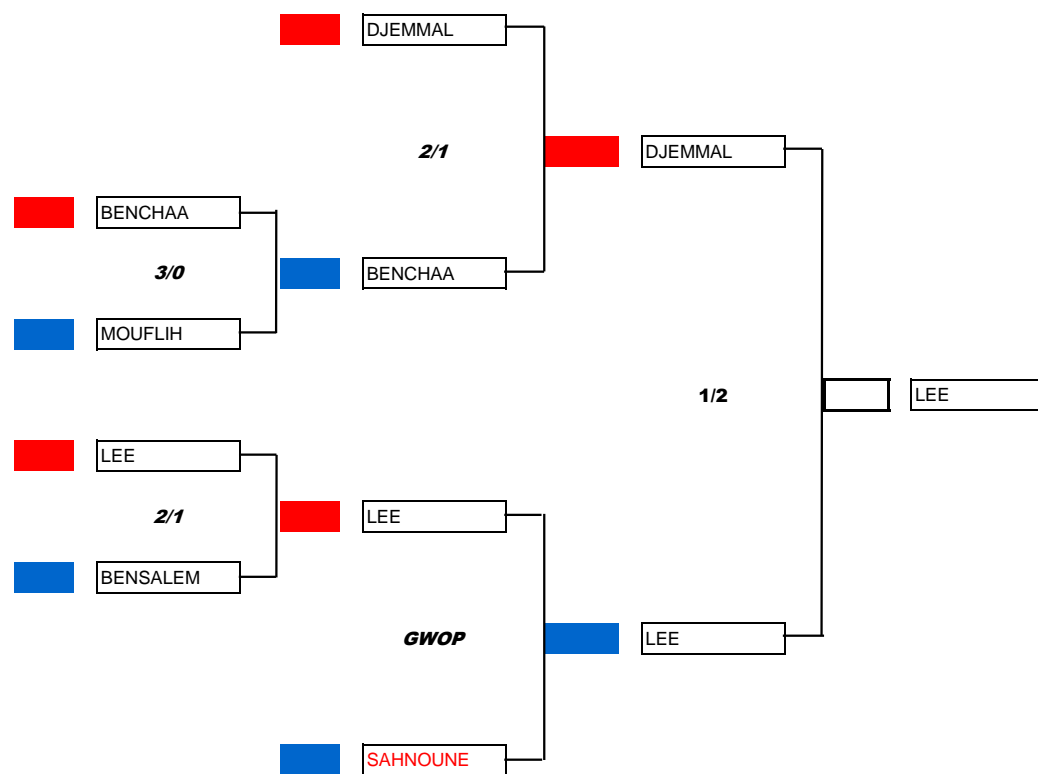 DJEMMAL
2/1
DJEMMAL
BENCHAA
3/0
BENCHAA
MOUFLIH
1/2
LEE
LEE
2/1
LEE
BENSALEM
GWOP
LEE
SAHNOUNE